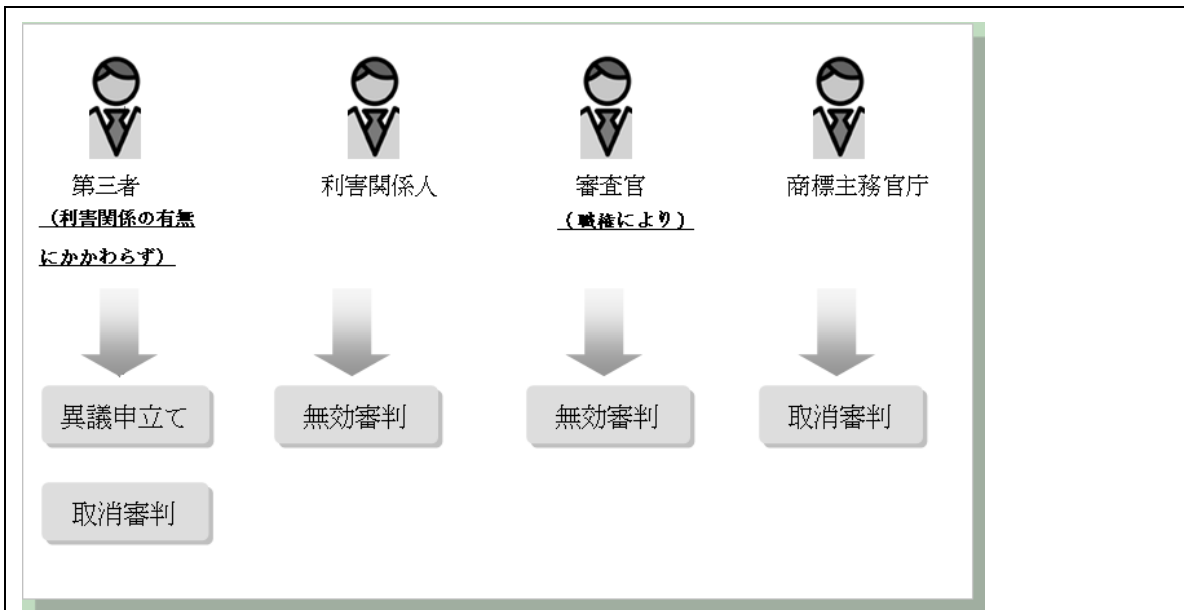 第三者
（利害関係の有無
にかかわらず）
利害関係人
審査官
（職権により）
商標主務官庁
異議申立て
無効審判
無効審判
取消審判
取消審判